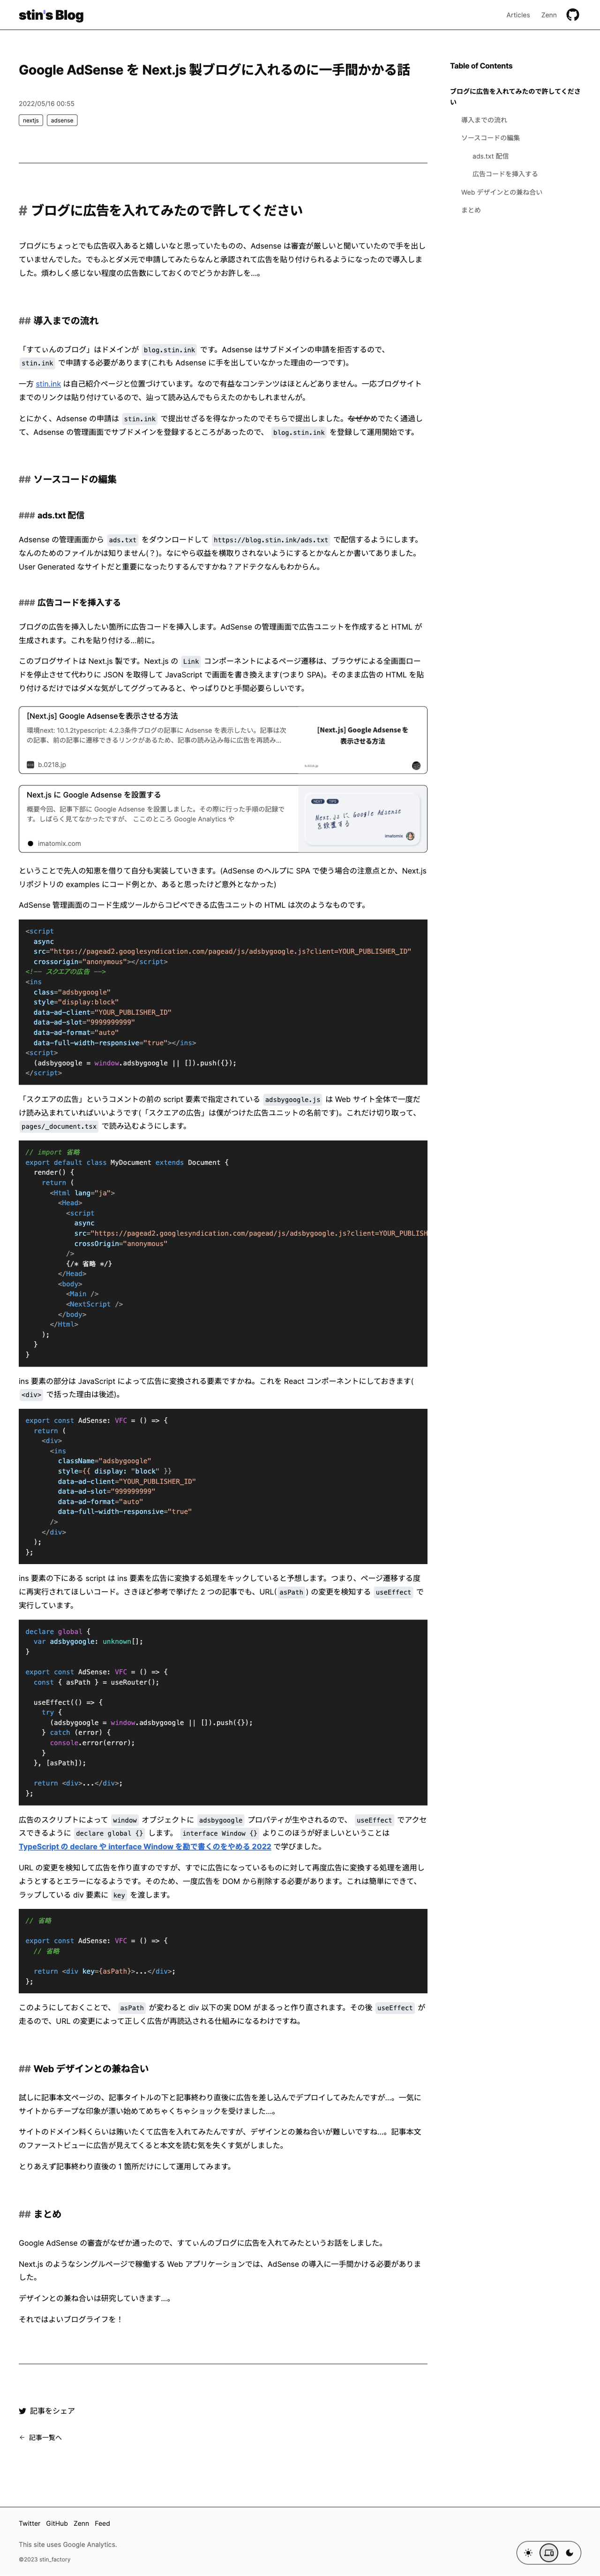 stin's Blog
Articles
Zenn
Google AdSense を Next.js 製ブログに入れるのに一手間かかる話
2022/05/16 00:55
nextjs
adsense
Table of Contents
ブログに広告を入れてみたので許してくださ
い
導入までの流れ
ソースコードの編集
ads.txt 配信
広告コードを挿入する
Web デザインとの兼ね合い
まとめ
# ブログに広告を入れてみたので許してください
ブログにちょっとでも広告収入あると嬉しいなと思っていたものの、Adsense は審査が厳しいと聞いていたので手を出し
ていませんでした。でもふとダメ元で申請してみたらなんと承認されて広告を貼り付けられるようになったので導入しま
した。煩わしく感じない程度の広告数にしておくのでどうかお許しを...。
## 導入までの流れ
「すてぃんのブログ」はドメインが blog.stin.ink です。Adsense はサブドメインの申請を拒否するので、
stin.ink で申請する必要があります(これも Adsense に手を出していなかった理由の一つです)。
一方 stin.ink は自己紹介ページと位置づけています。なので有益なコンテンツはほとんどありません。一応ブログサイト
までのリンクは貼り付けているので、辿って読み込んでもらえたのかもしれませんが。
とにかく、Adsense の申請は stin.ink で提出せざるを得なかったのでそちらで提出しました。なぜかめでたく通過し
て、Adsense の管理画面でサブドメインを登録するところがあったので、 blog.stin.ink を登録して運用開始です。
## ソースコードの編集
### ads.txt 配信
Adsense の管理画面から ads.txt をダウンロードして https://blog.stin.ink/ads.txt で配信するようにします。
なんのためのファイルかは知りません(？)。なにやら収益を横取りされないようにするとかなんとか書いてありました。
User Generated なサイトだと重要になったりするんですかね？アドテクなんもわからん。
### 広告コードを挿入する
ブログの広告を挿入したい箇所に広告コードを挿入します。AdSense の管理画面で広告ユニットを作成すると HTML が
生成されます。これを貼り付ける...前に。
このブログサイトは Next.js 製です。Next.js の Link コンポーネントによるページ遷移は、ブラウザによる全画面ロー
ドを停止させて代わりに JSON を取得して JavaScript で画面を書き換えます(つまり SPA)。そのまま広告の HTML を貼
り付けるだけではダメな気がしてググってみると、やっぱりひと手間必要らしいです。
[Next.js] Google Adsenseを表示させる方法
環境next: 10.1.2typescript: 4.2.3条件ブログの記事に Adsense を表示したい。記事は次
の記事、前の記事に遷移できるリンクがあるため、記事の読み込み毎に広告を再読み...
b.0218.jp
[Next.js] Google Adsenseを
表示させる方法
Next.js に Google Adsense を設置する
概要今回、記事下部に Google Adsense を設置しました。その際に行った手順の記録で
す。しばらく見てなかったですが、ここのところ Google Analytics や
imatomix.com
Next.js に Google Adsense
を設置する
imatomix
ということで先人の知恵を借りて自分も実装していきます。(AdSense のヘルプに SPA で使う場合の注意点とか、Next.js
リポジトリの examples にコード例とか、あると思ったけど意外となかった)
AdSense 管理画面のコード生成ツールからコピペできる広告ユニットの HTML は次のようなものです。
<script
async
src="https://pagead2.googlesyndication.com/pagead/js/adsbygoogle.js?client=YOUR_PUBLISHER_ID"
crossorigin="anonymous"></script>
<!-- スクエアの広告 -->
<ins
class="adsbygoogle"
style="display:block"
data-ad-client="YOUR_PUBLISHER_ID"
data-ad-slot="9999999999"
data-ad-format="auto"
data-full-width-responsive="true"></ins>
<script>
(adsbygoogle = window.adsbygoogle || []).push({});
</script>
「スクエアの広告」というコメントの前の script 要素で指定されている adsbygoogle.js は Web サイト全体で一度だ
け読み込まれていればいいようです(「スクエアの広告」は僕がつけた広告ユニットの名前です)。これだけ切り取って、
pages/_document.tsx で読み込むようにします。
// import 省略
export default class MyDocument extends Document {
render() {
return (
<Html lang="ja">
<Head>
<script
async
src="https://pagead2.googlesyndication.com/pagead/js/adsbygoogle.js?client=YOUR_PUBLISH
crossOrigin="anonymous"
/>
{/* 省略 */}
</Head>
<body>
<Main />
<NextScript />
</body>
</Html>
);
}
}
ins 要素の部分は JavaScript によって広告に変換される要素ですかね。これを React コンポーネントにしておきます(
<div> で括った理由は後述)。
export const AdSense: VFC = () => {
return (
<div>
<ins
className="adsbygoogle"
style={{ display: "block" }}
data-ad-client="YOUR_PUBLISHER_ID"
data-ad-slot="999999999"
data-ad-format="auto"
data-full-width-responsive="true"
/>
</div>
);
};
ins 要素の下にある script は ins 要素を広告に変換する処理をキックしていると予想します。つまり、ページ遷移する度
に再実行されてほしいコード。さきほど参考で挙げた 2 つの記事でも、URL( asPath ) の変更を検知する useEffect で
実行しています。
declare global {
var adsbygoogle: unknown[];
}
export const AdSense: VFC = () => {
const { asPath } = useRouter();
useEffect(() => {
try {
(adsbygoogle = window.adsbygoogle || []).push({});
} catch (error) {
console.error(error);
}
}, [asPath]);
return <div>...</div>;
};
広告のスクリプトによって window オブジェクトに adsbygoogle プロパティが生やされるので、 useEffect でアクセ
スできるように declare global {} します。 interface Window {} よりこのほうが好ましいということは
TypeScript の declare や interface Window を勘で書くのをやめる 2022 で学びました。
URL の変更を検知して広告を作り直すのですが、すでに広告になっているものに対して再度広告に変換する処理を適用し
ようとするとエラーになるようです。そのため、一度広告を DOM から削除する必要があります。これは簡単にできて、
ラップしている div 要素に key を渡します。
// 省略
export const AdSense: VFC = () => {
// 省略
return <div key={asPath}>...</div>;
};
このようにしておくことで、 asPath が変わると div 以下の実 DOM がまるっと作り直されます。その後 useEffect が
走るので、URL の変更によって正しく広告が再読込される仕組みになるわけですね。
## Web デザインとの兼ね合い
試しに記事本文ページの、記事タイトルの下と記事終わり直後に広告を差し込んでデプロイしてみたんですが...。一気に
サイトからチープな印象が漂い始めてめちゃくちゃショックを受けました...。
サイトのドメイン料くらいは賄いたくて広告を入れてみたんですが、デザインとの兼ね合いが難しいですね...。記事本文
のファーストビューに広告が見えてくると本文を読む気を失くす気がしました。
とりあえず記事終わり直後の 1 箇所だけにして運用してみます。
## まとめ
Google AdSense の審査がなぜか通ったので、すてぃんのブログに広告を入れてみたというお話をしました。
Next.js のようなシングルページで稼働する Web アプリケーションでは、AdSense の導入に一手間かける必要がありま
した。
デザインとの兼ね合いは研究していきます...。
それではよいブログライフを！
記事をシェア
← 記事一覧へ
Twitter
GitHub
Zenn
Feed
This site uses Google Analytics.
©2023 stin_factory